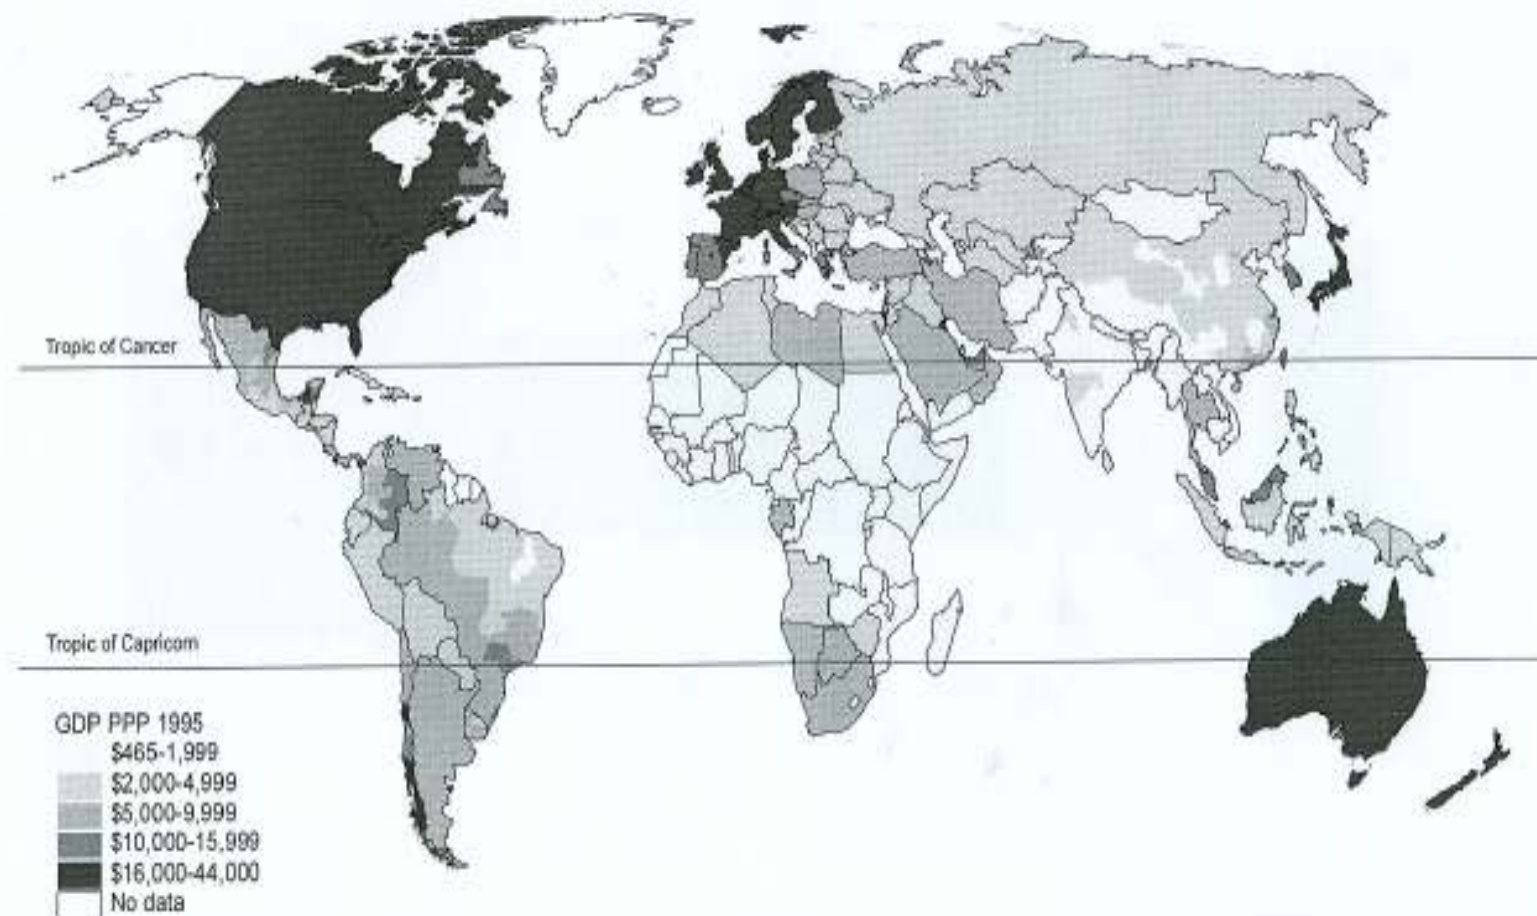 Tropic of Cancer
Tropic of Capricorn
GDP PPP 1995
$465-1,999
$2,000-4,999
$5,000-9,999
$10,000-15,999
$16,000-44,000
No data